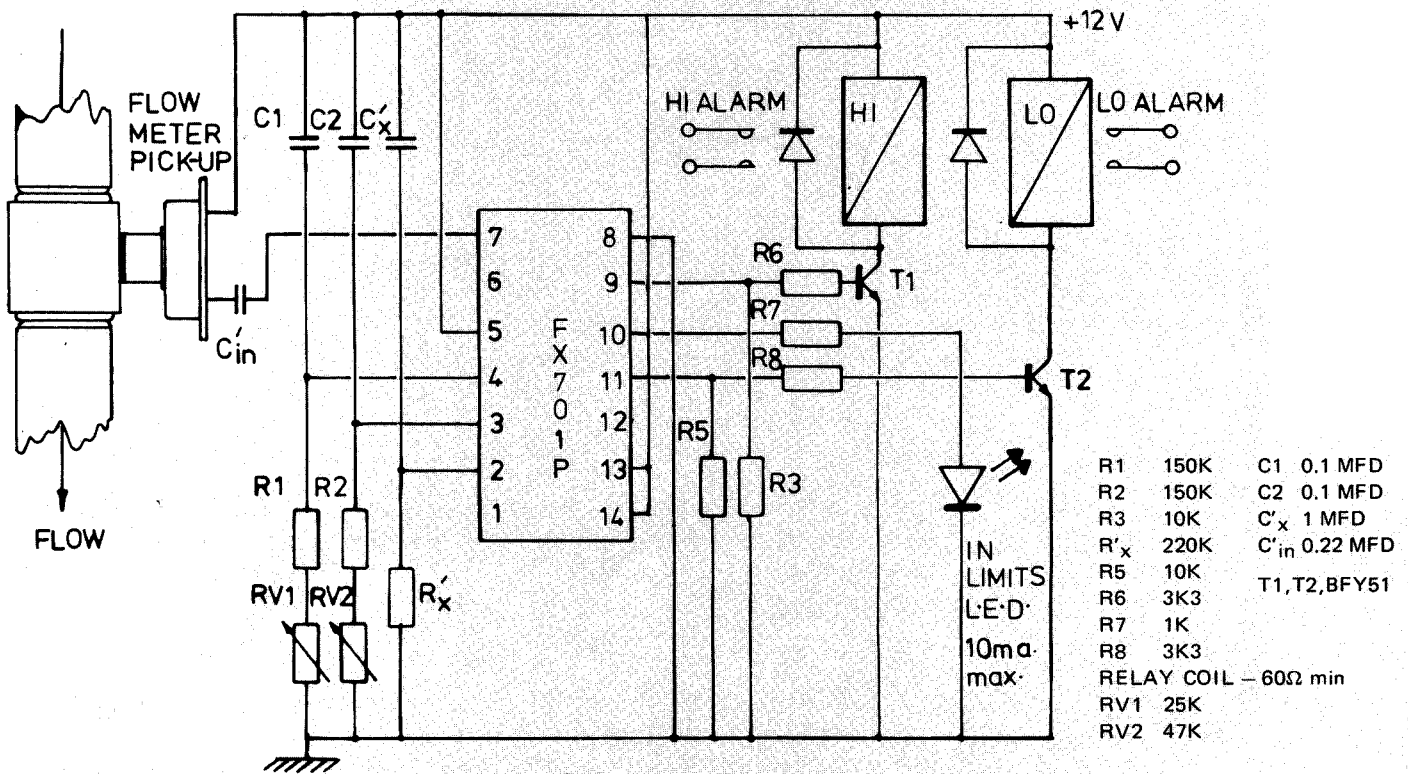 +12 V
FLOW
METER
PICK-UP
C1
C2
C'x
HI ALARM
HI
LO
LO ALARM
C'in
7
6
5
4
3
2
1
FX701P
8
9
10
11
12
13
14
R6
T1
R7
R8
T2
R5
R3
R1
R2
RV1
RV2
R'x
FLOW
IN
LIMITS
L·E·D·
10ma·
max·
R1 150K C1 0.1 MFD
R2 150K C2 0.1 MFD
R3 10K C'x 1 MFD
R'x 220K C'in 0.22 MFD
R5 10K
T1,T2,BFY51
R6 3K3
R7 1K
R8 3K3
RELAY COIL – 60Ω min
RV1 25K
RV2 47K